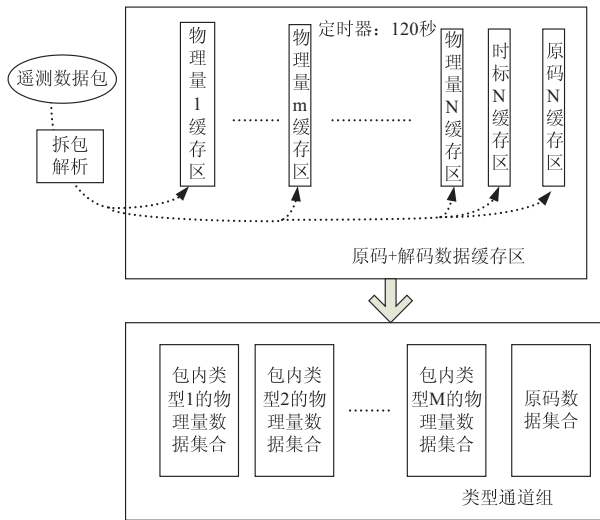 定时器：120秒
遥测数据包
拆包
解析
物理量1缓存区
物理量m缓存区
物理量N缓存区
时标N缓存区
原码N缓存区
原码+解码数据缓存区
包内类
型1的物
理量数
据集合
包内类
型2的物
理量数
据集合
包内类
型M的物
理量数
据集合
原码数
据集合
类型通道组